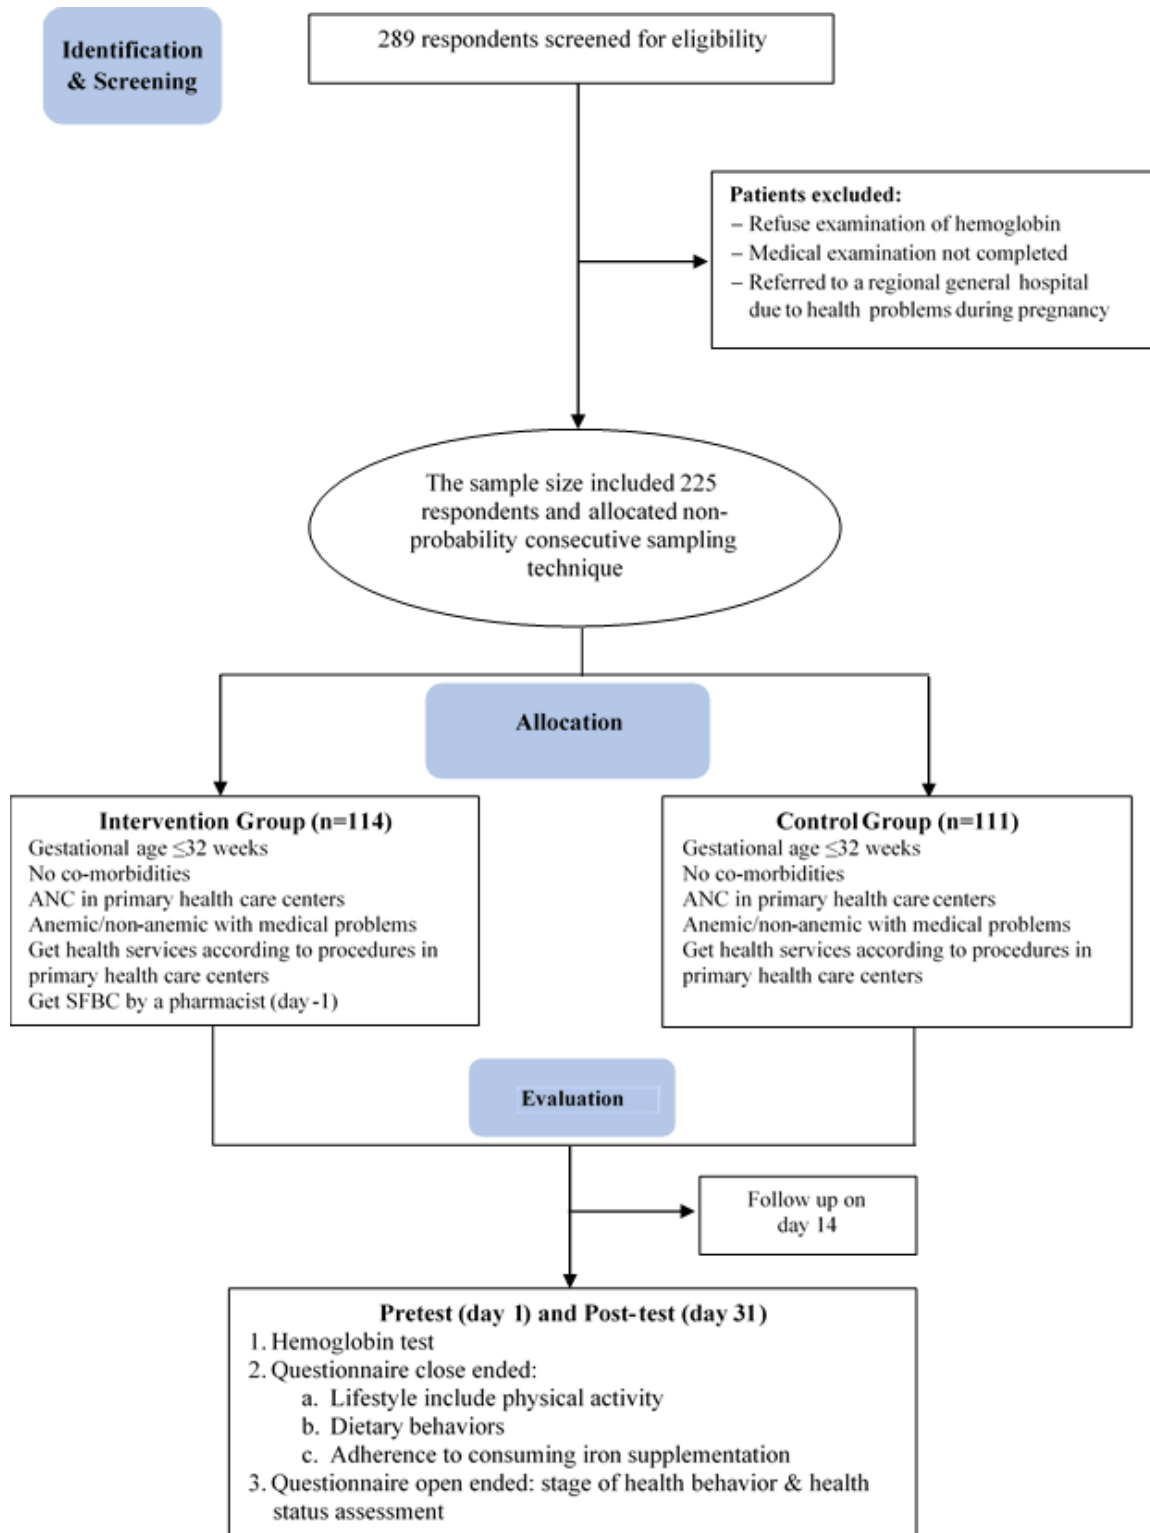 Identification
& Screening
289 respondents screened for eligibility
Patients excluded:
– Refuse examination of hemoglobin
– Medical examination not completed
– Referred to a regional general hospital
due to health problems during pregnancy
The sample size included 225
respondents and allocated non-
probability consecutive sampling
technique
Allocation
Intervention Group (n=114)
Gestational age ≤32 weeks
No co-morbidities
ANC in primary health care centers
Anemic/non-anemic with medical problems
Get health services according to procedures in
primary health care centers
Get SFBC by a pharmacist (day-1)
Control Group (n=111)
Gestational age ≤32 weeks
No co-morbidities
ANC in primary health care centers
Anemic/non-anemic with medical problems
Get health services according to procedures in
primary health care centers
Evaluation
Follow up on
day 14
Pretest (day 1) and Post-test (day 31)
1. Hemoglobin test
2. Questionnaire close ended:
a. Lifestyle include physical activity
b. Dietary behaviors
c. Adherence to consuming iron supplementation
3. Questionnaire open ended: stage of health behavior & health
status assessment